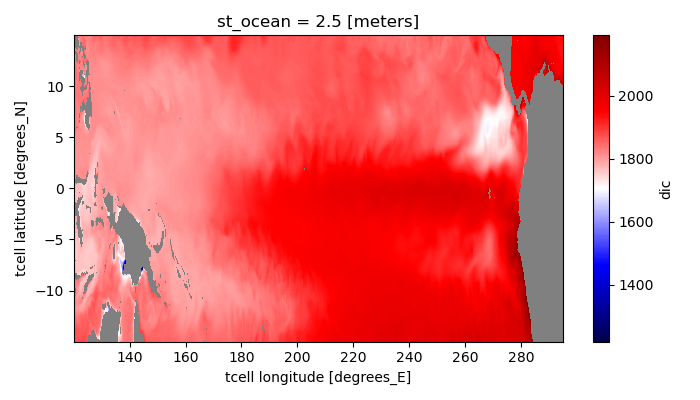 st_ocean = 2.5 [meters]
10
5
0
−5
−10
tcell latitude [degrees_N]
140 160 180 200 220 240 260 280
tcell longitude [degrees_E]
2000
1800
1600
1400
dic